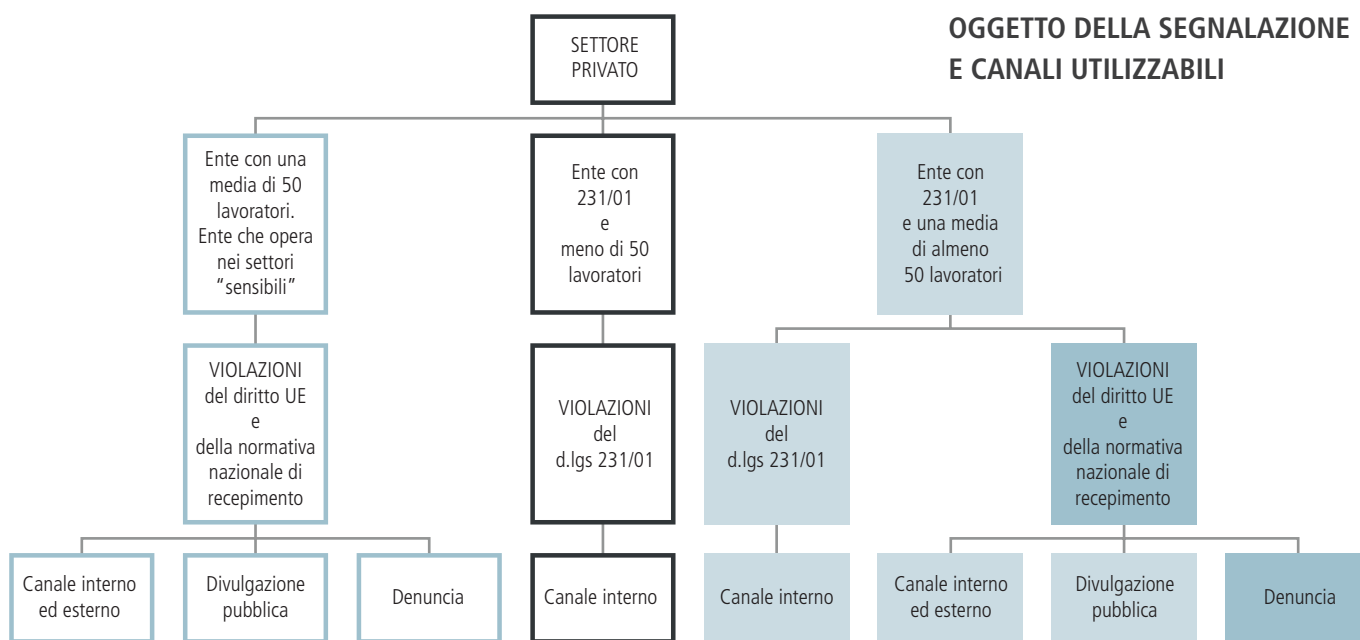 OGGETTO DELLA SEGNALAZIONE
E CANALI UTILIZZABILI
SETTORE
PRIVATO
Ente con una
media di 50
lavoratori.
Ente che opera
nei settori
“sensibili”
Ente con
231/01
e
meno di 50
lavoratori
Ente con
231/01
e una media
di almeno
50 lavoratori
VIOLAZIONI
del diritto UE
e
della normativa
nazionale di
recepimento
VIOLAZIONI
del
d.lgs 231/01
VIOLAZIONI
del
d.lgs 231/01
VIOLAZIONI
del diritto UE
e
della normativa
nazionale di
recepimento
Canale interno
ed esterno
Divulgazione
pubblica
Denuncia
Canale interno
Canale interno
Canale interno
ed esterno
Divulgazione
pubblica
Denuncia